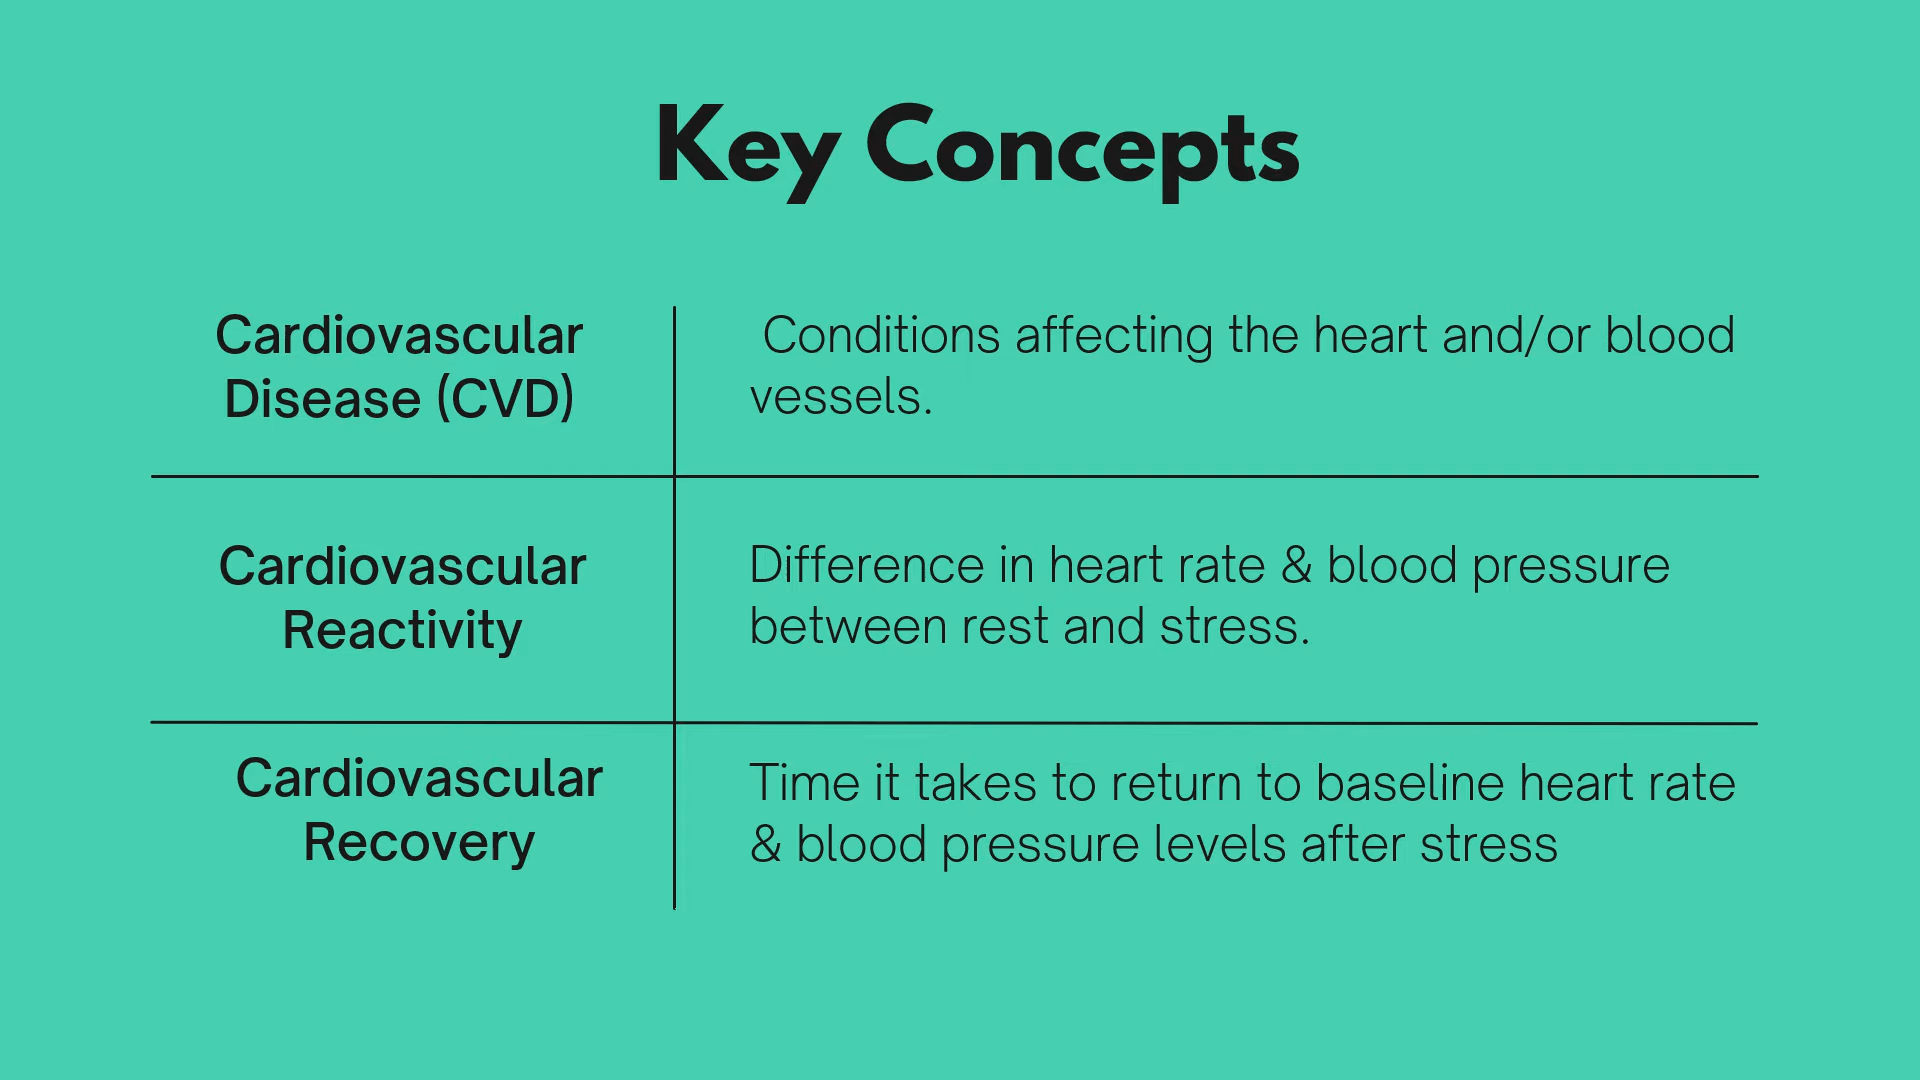 Key Concepts
Cardiovascular
Disease (CVD)
Conditions affecting the heart and/or blood
vessels.
Cardiovascular
Reactivity
Difference in heart rate & blood pressure
between rest and stress.
Cardiovascular
Recovery
Time it takes to return to baseline heart rate
& blood pressure levels after stress